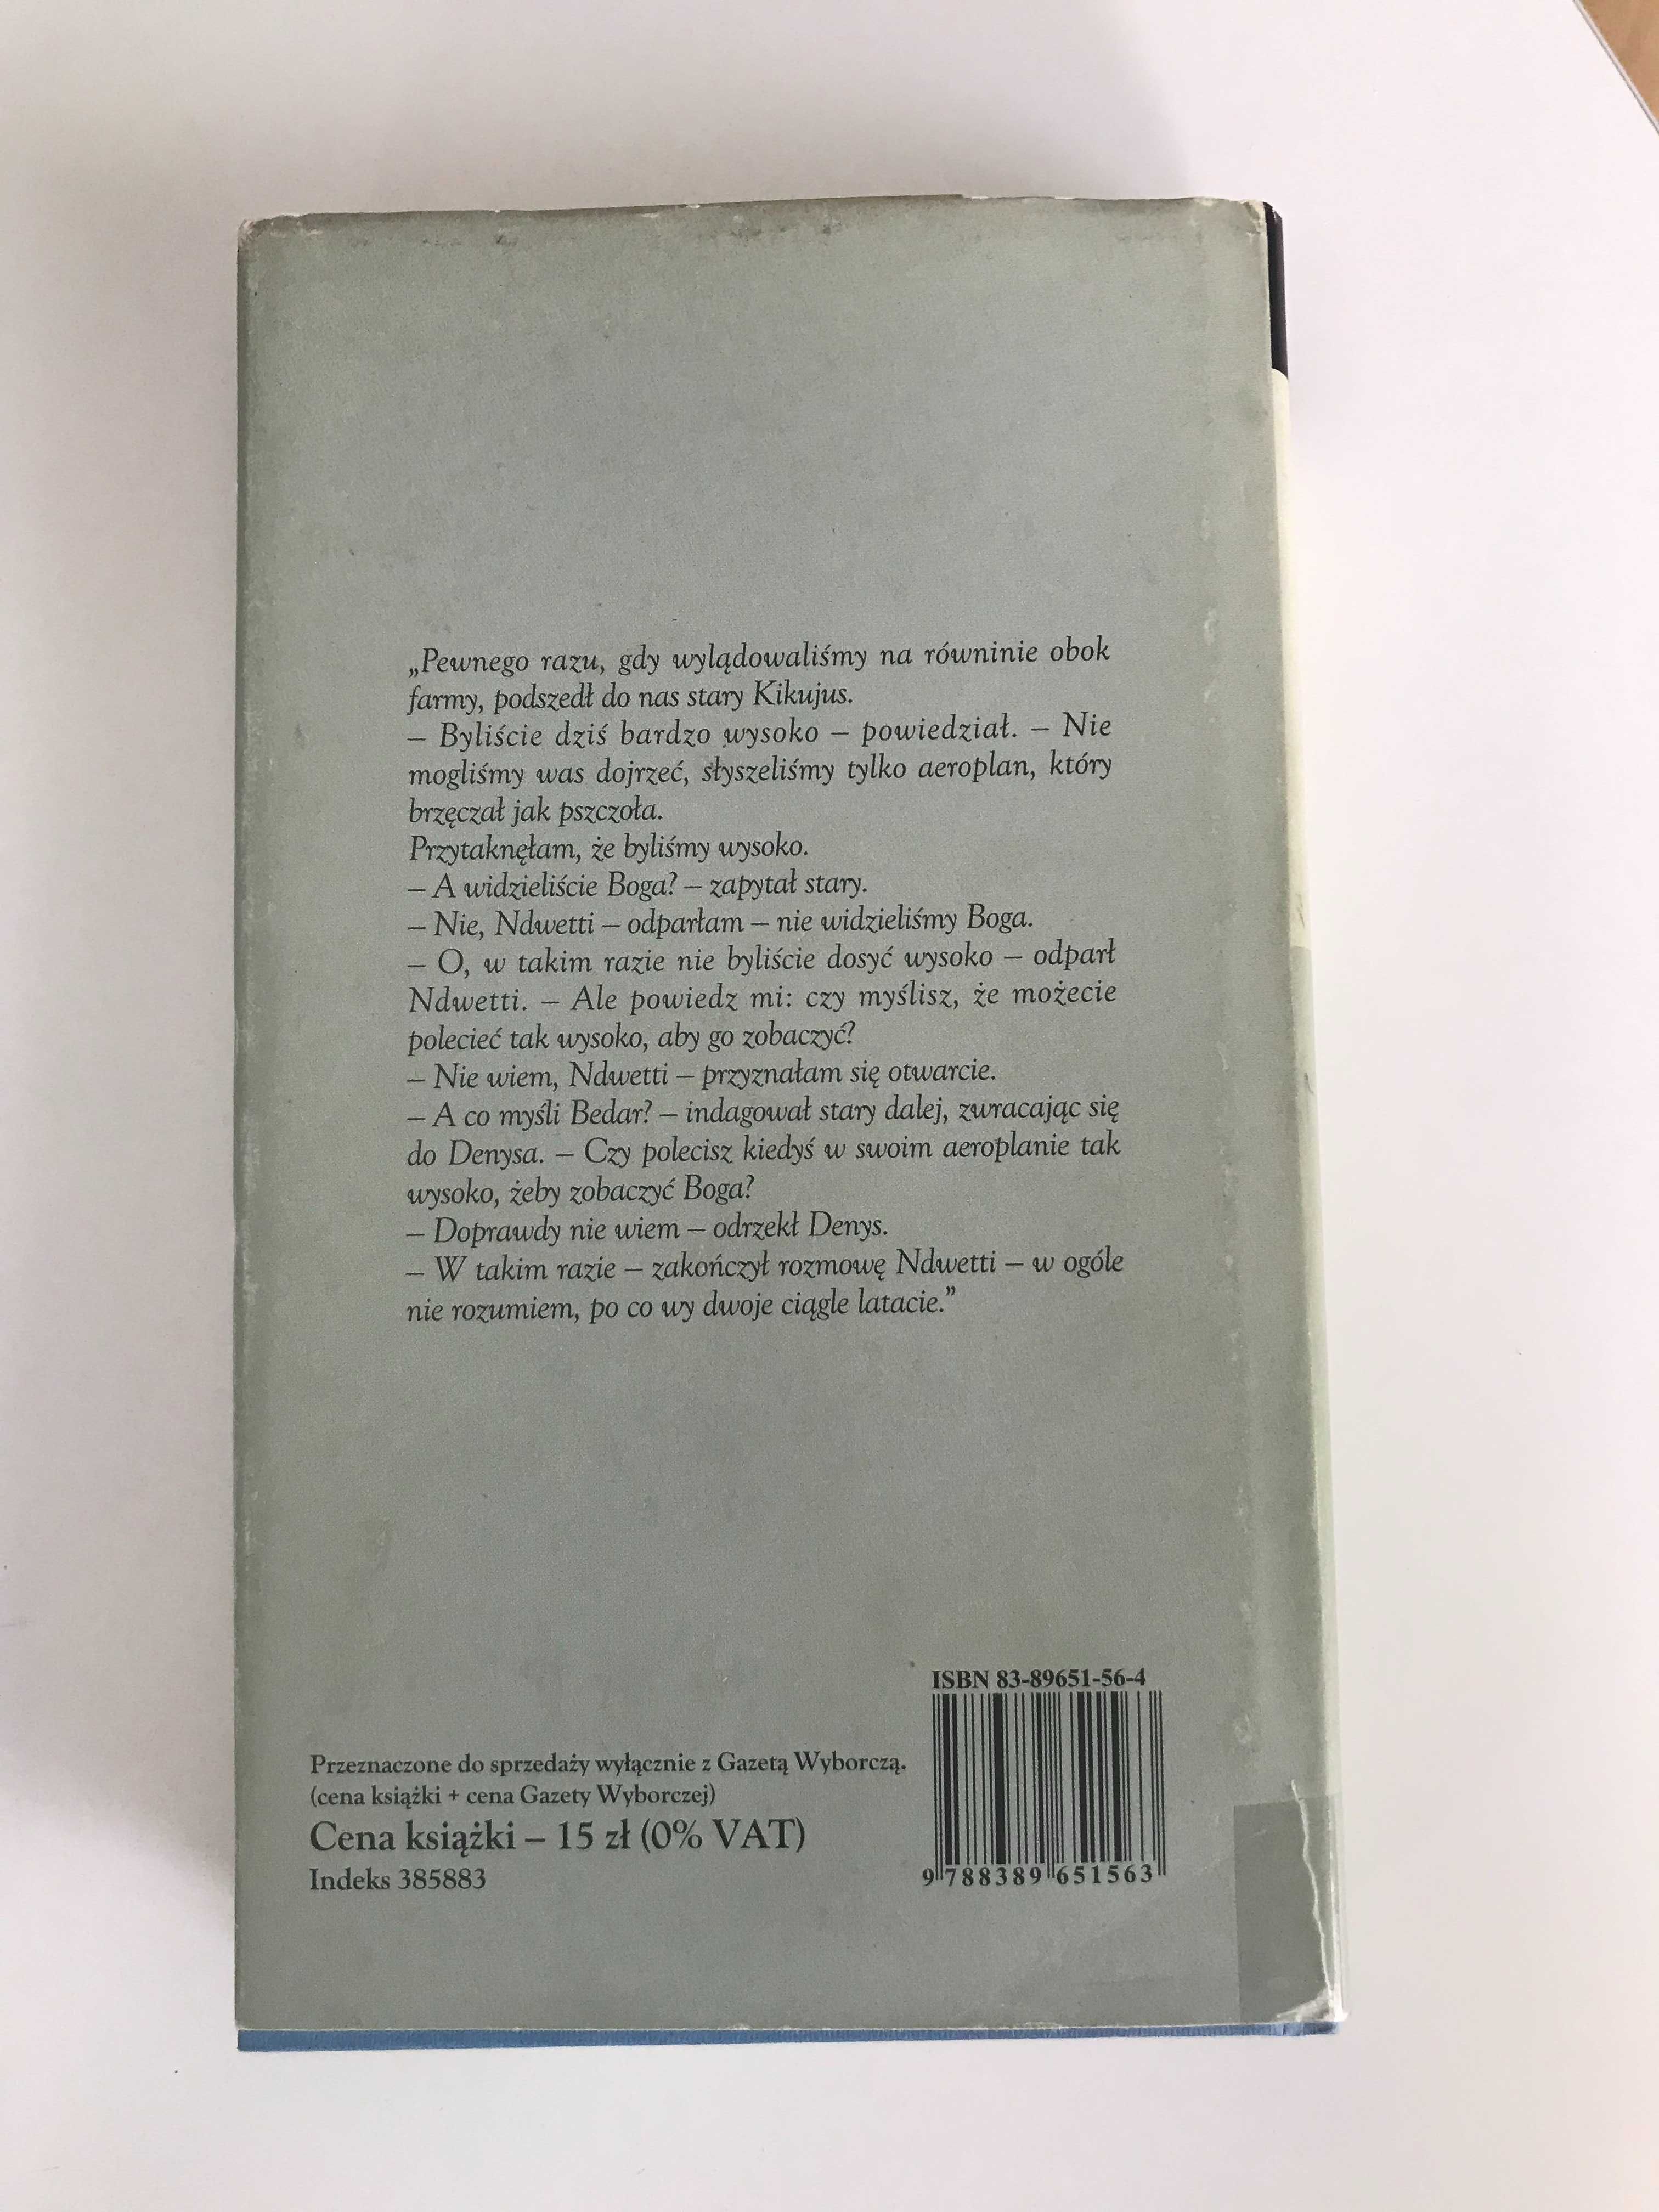 „Pewnego razu, gdy wylądowaliśmy na równinie obok
farmy, podszedł do nas stary Kikujus.
– Byliście dziś bardzo wysoko – powiedział. – Nie
mogliśmy was dojrzeć, słyszeliśmy tylko aeroplan, który
brzęczał jak pszczoła.
Przytaknęłam, że byliśmy wysoko.
– A widzieliście Boga? – zapytał stary.
– Nie, Ndwetti – odparłam – nie widzieliśmy Boga.
– O, w takim razie nie byliście dosyć wysoko – odparł
Ndwetti. – Ale powiedz mi: czy myślisz, że możecie
polecieć tak wysoko, aby go zobaczyć?
– Nie wiem, Ndwetti – przyznałam się otwarcie.
– A co myśli Bedar? – indagował stary dalej, zwracając się
do Denysa. – Czy polecisz kiedyś w swoim aeroplanie tak
wysoko, żeby zobaczyć Boga?
– Doprawdy nie wiem – odrzekł Denys.
– W takim razie – zakończył rozmowę Ndwetti – w ogóle
nie rozumiem, po co wy dwoje ciągle latacie.”
ISBN 83-89651-56-4
Przeznaczone do sprzedaży wyłącznie z Gazetą Wyborczą.
(cena książki + cena Gazety Wyborczej)
Cena książki – 15 zł (0% VAT)
Indeks 385883
9 788389 651563